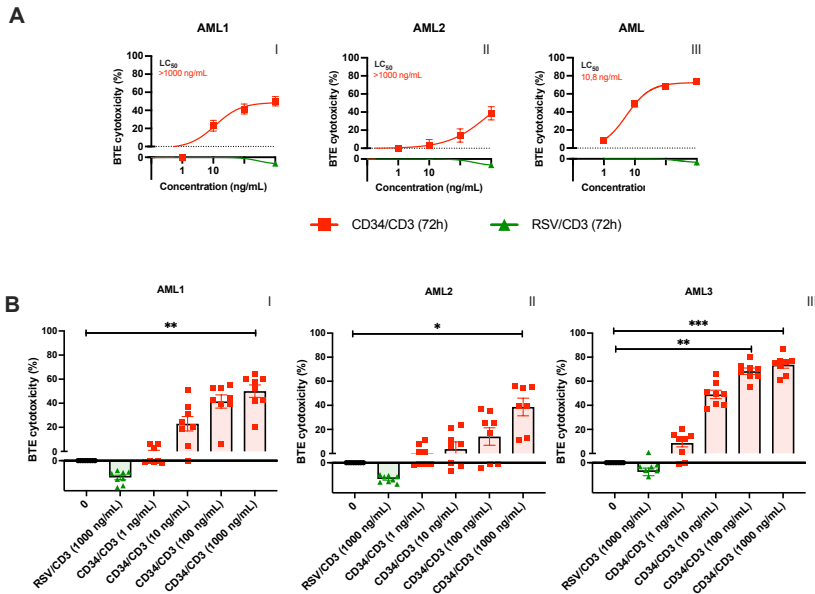 A
AML1
I
LC50
>1000 ng/mL
BTE cytotoxicity (%)
100
80
60
40
20
0
0
1
10
Concentration (ng/mL)
AML2
II
LC50
>1000 ng/mL
BTE cytotoxicity (%)
100
80
60
40
20
0
0
1
10
Concentration (ng/mL)
AML
III
LC50
10,8 ng/mL
BTE cytotoxicity (%)
100
80
60
40
20
0
0
1
10
Concentration
CD34/CD3 (72h)
RSV/CD3 (72h)
B
AML1
I
**
BTE cytotoxicity (%)
100
80
60
40
20
0
0
RSV/CD3 (1000 ng/mL)
CD34/CD3 (1 ng/mL)
CD34/CD3 (10 ng/mL)
CD34/CD3 (100 ng/mL)
CD34/CD3 (1000 ng/mL)
AML2
II
*
BTE cytotoxicity (%)
100
80
60
40
20
0
0
RSV/CD3 (1000 ng/mL)
CD34/CD3 (1 ng/mL)
CD34/CD3 (10 ng/mL)
CD34/CD3 (100 ng/mL)
CD34/CD3 (1000 ng/mL)
AML3
III
***
**
BTE cytotoxicity (%)
100
80
60
40
20
0
0
RSV/CD3 (1000 ng/mL)
CD34/CD3 (1 ng/mL)
CD34/CD3 (10 ng/mL)
CD34/CD3 (100 ng/mL)
CD34/CD3 (1000 ng/mL)